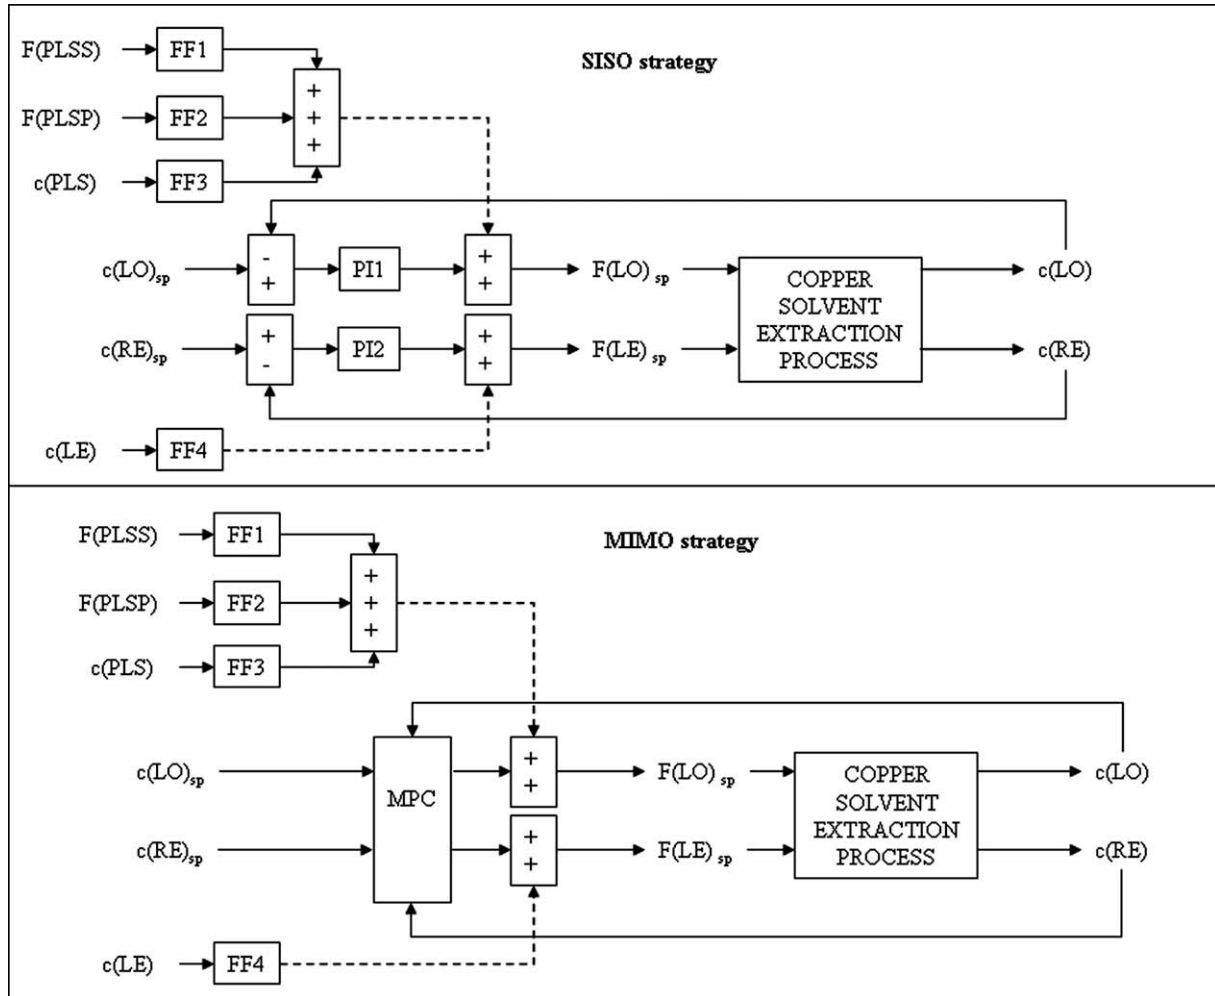 F(PLSS) FF1
SISO strategy
+
F(PLSP) FF2 +
+
c(PLS) FF3
- +
c(LO)sp PI1 F(LO) sp c(LO)
+ +
COPPER
SOLVENT
EXTRACTION
PROCESS
+ +
c(RE)sp PI2 F(LE) sp c(RE)
- +
c(LE) FF4
F(PLSS) FF1
MIMO strategy
+
F(PLSP) FF2 +
+
c(PLS) FF3
+
c(LO)sp F(LO) sp c(LO)
+
MPC
COPPER
SOLVENT
EXTRACTION
PROCESS
+
c(RE)sp F(LE) sp c(RE)
+
c(LE) FF4